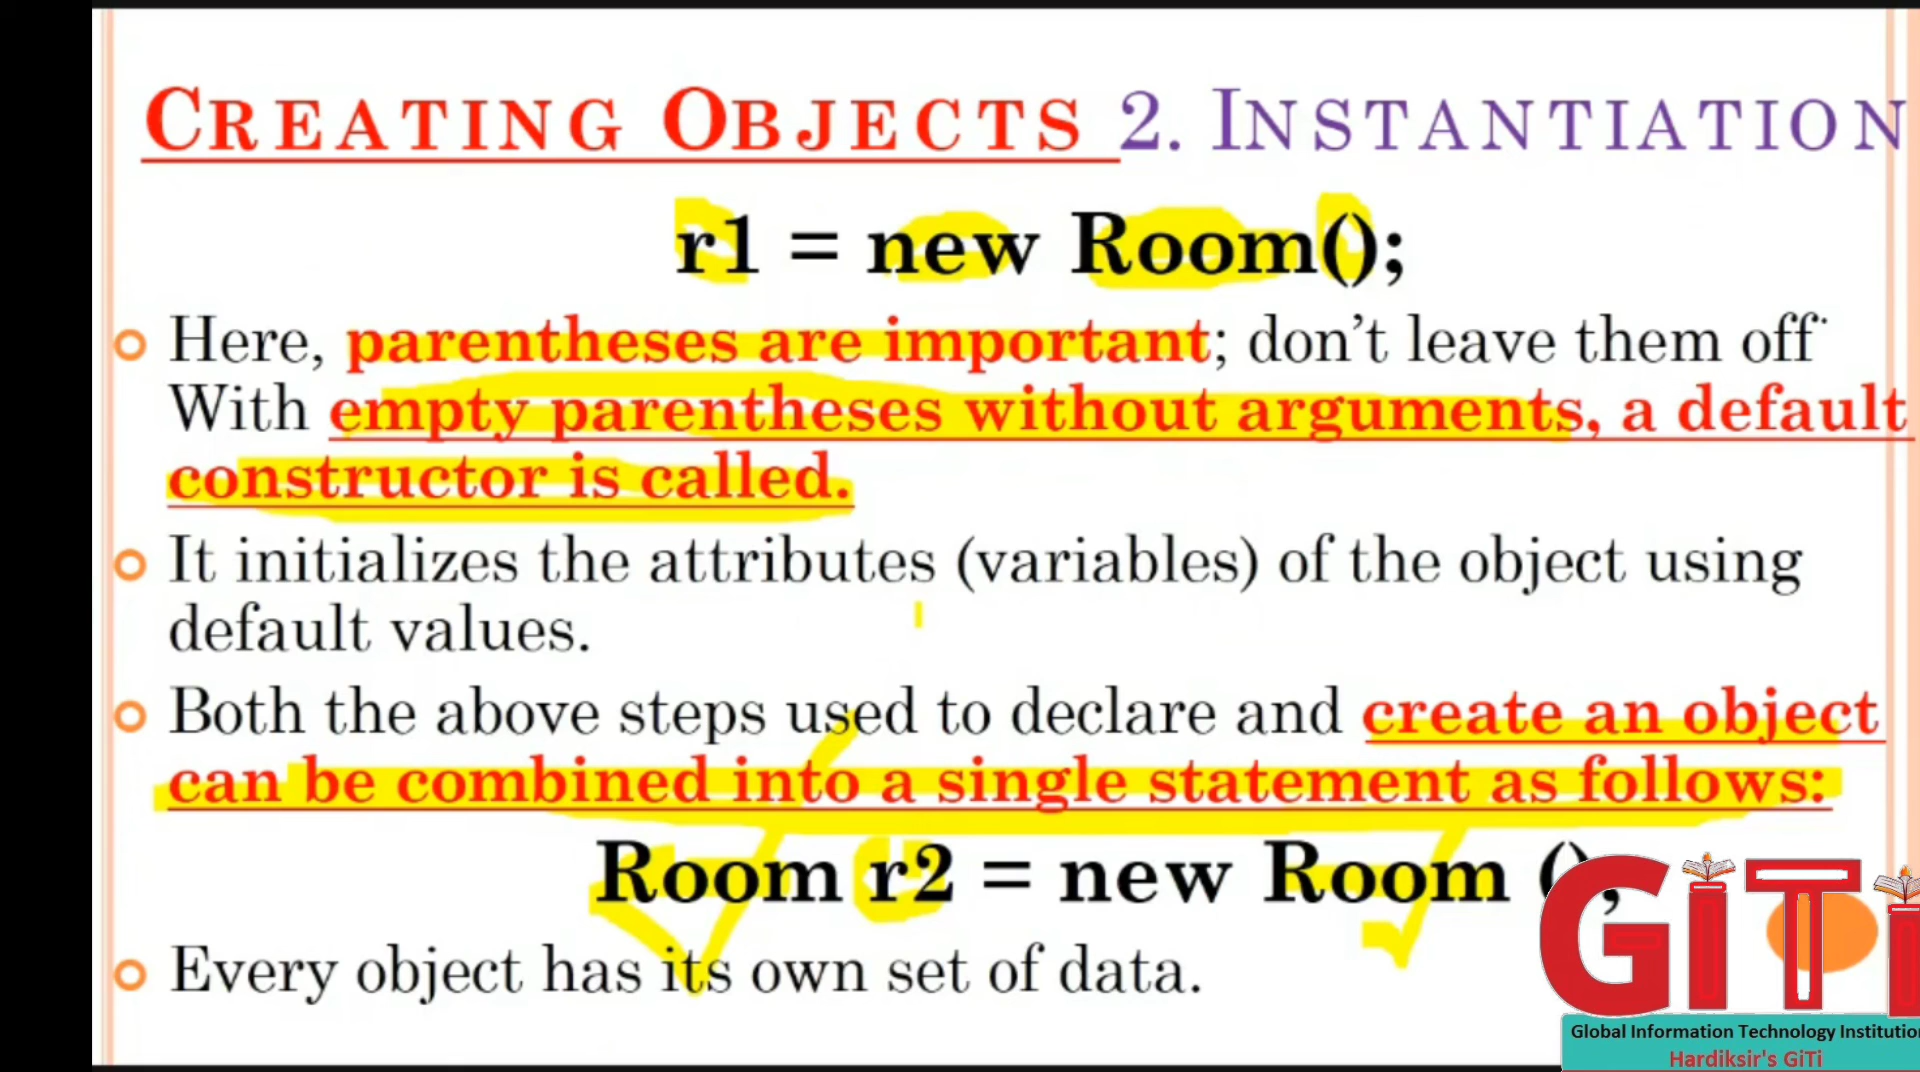 CREATING OBJECTS 2. INSTANTIATION
r1 = new Room();
Here, parentheses are important; don't leave them off
With empty parentheses without arguments, a default
constructor is called.
It initializes the attributes (variables) of the object using
default values.
Both the above steps used to declare and create an object
can be combined into a single statement as follows:
Room r2 = new Room ();
Every object has its own set of data.
GiTi
Global Information Technology Institution
Hardiksir's GiTi